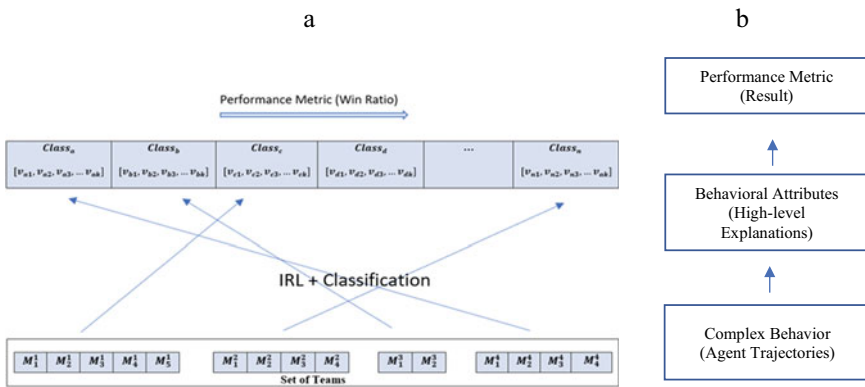 a
b
Performance Metric (Win Ratio)
Class_a Class_b Class_c Class_d ... Class_n
[v_a1, v_a2, v_a3, ... v_ak] [v_b1, v_b2, v_b3, ... v_bk] [v_c1, v_c2, v_c3, ... v_ck] [v_d1, v_d2, v_d3, ... v_dk] [v_n1, v_n2, v_n3, ... v_nk]
IRL + Classification
M_1^1 M_2^1 M_3^1 M_4^1 M_5^1 M_1^2 M_2^2 M_3^2 M_4^2 M_1^3 M_2^3 M_1^4 M_2^4 M_3^4 M_4^4
Set of Teams
Performance Metric
(Result)
Behavioral Attributes
(High-level
Explanations)
Complex Behavior
(Agent Trajectories)